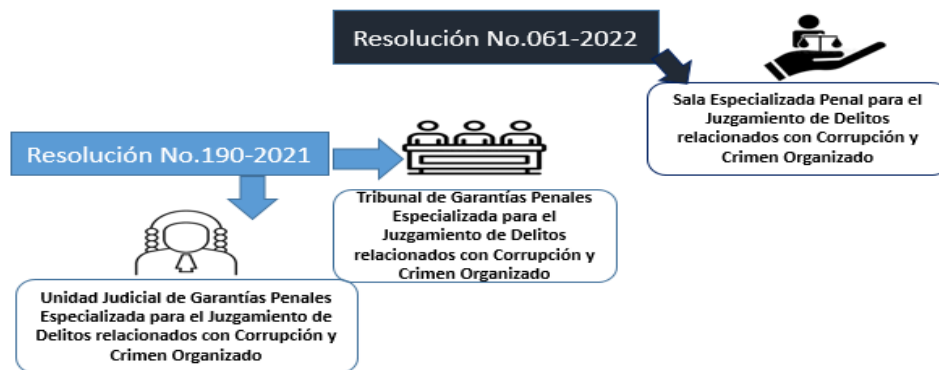 Resolución No.061-2022
Sala Especializada Penal para el
Juzgamiento de Delitos
relacionados con Corrupción y
Crimen Organizado
Resolución No.190-2021
Tribunal de Garantías Penales
Especializada para el
Juzgamiento de Delitos
relacionados con Corrupción y
Crimen Organizado
Unidad Judicial de Garantías Penales
Especializada para el Juzgamiento de
Delitos relacionados con Corrupción y
Crimen Organizado